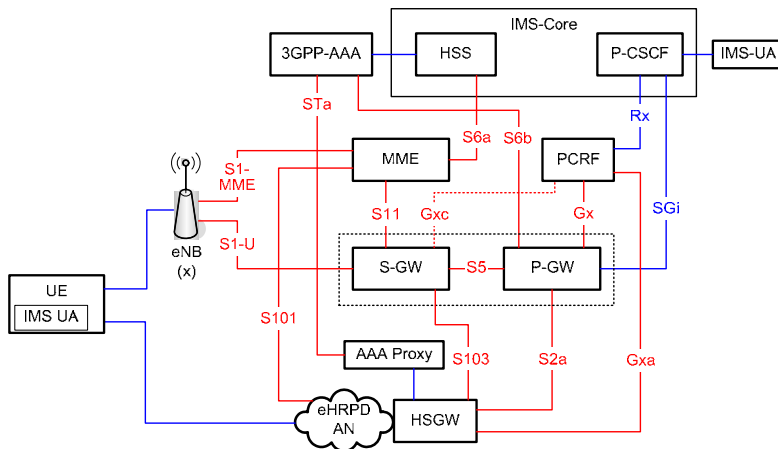 IMS-Core
3GPP-AAA
HSS
P-CSCF
IMS-UA
STa
S6a
S6b
Rx
MME
PCRF
S1-
MME
S11
Gxc
Gx
SGi
S1-U
eNB
(x)
S-GW
S5
P-GW
UE
IMS UA
S101
AAA Proxy
S103
S2a
Gxa
eHRPD
AN
HSGW